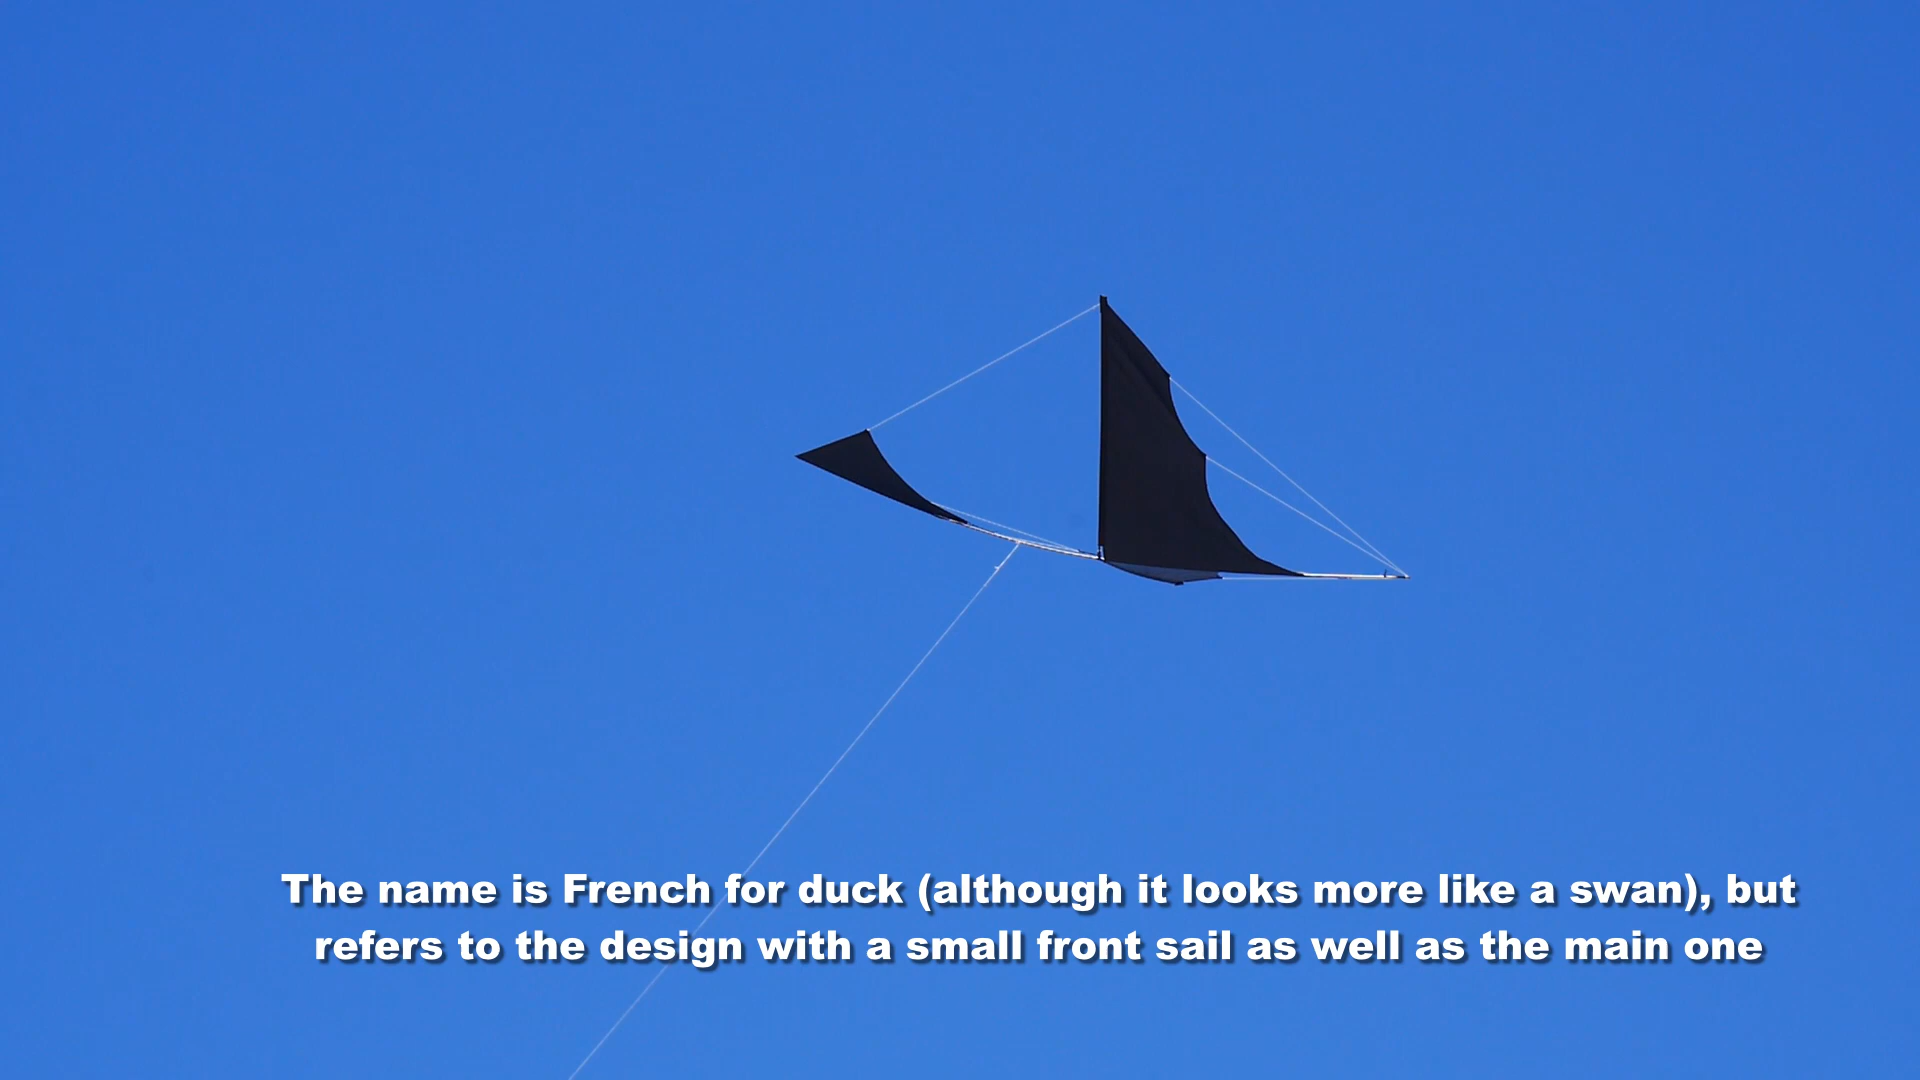 The name is French for duck (although it looks more like a swan), but
refers to the design with a small front sail as well as the main one